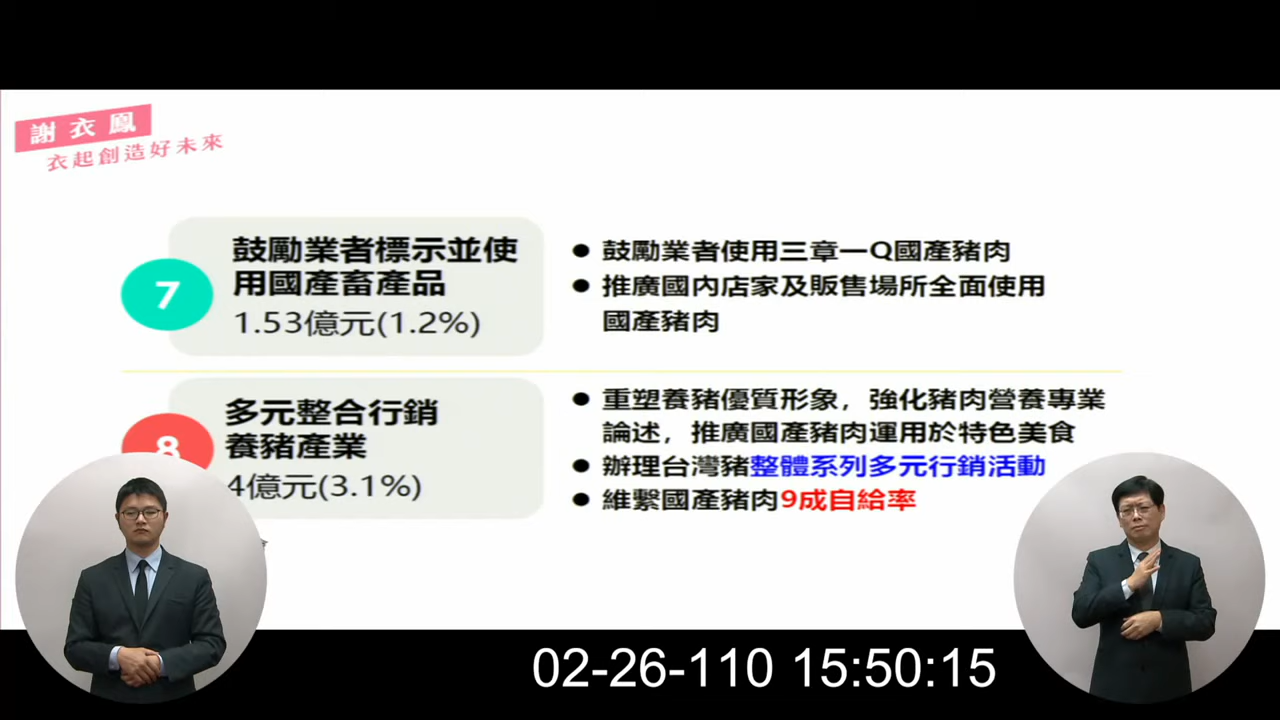 謝衣鳳
衣起創造好未來
7
鼓勵業者標示並使
用國產畜產品
1.53億元(1.2%)
● 鼓勵業者使用三章一Q國產豬肉
● 推廣國內店家及販售場所全面使用
國產豬肉
8
多元整合行銷
養豬產業
4億元(3.1%)
● 重塑養豬優質形象，強化豬肉營養專業
論述，推廣國產豬肉運用於特色美食
● 辦理台灣豬整體系列多元行銷活動
● 維繫國產豬肉9成自給率
02-26-110 15:50:15